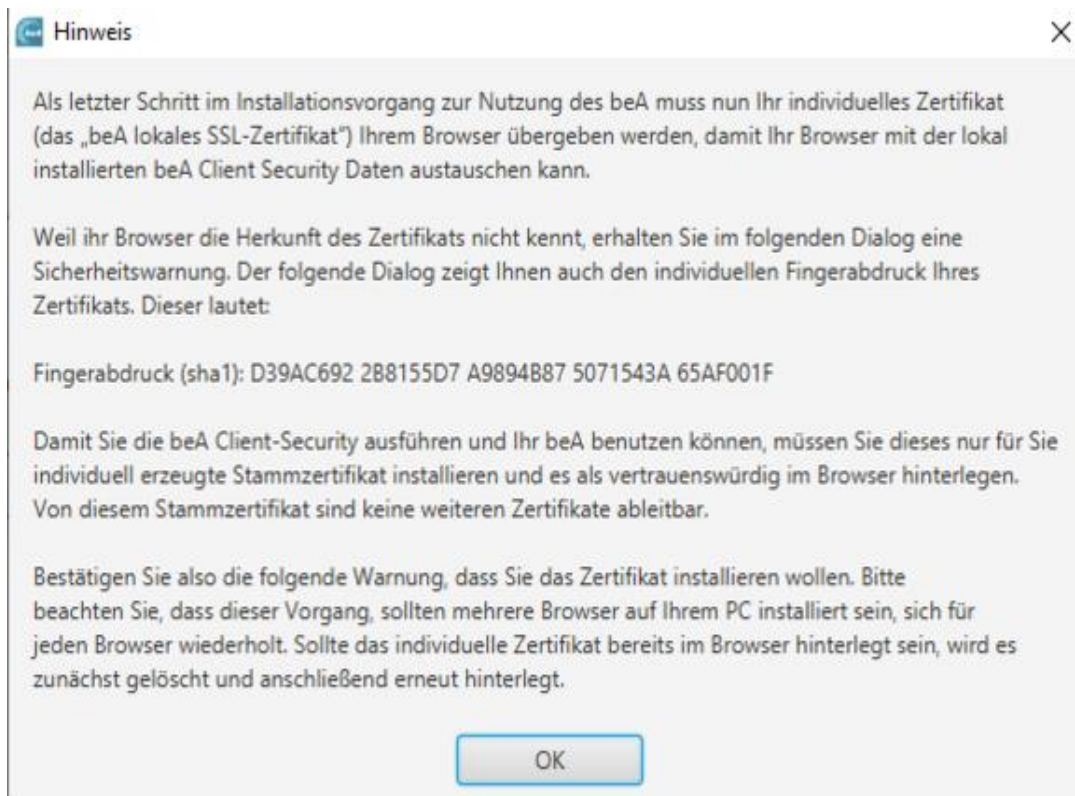 Hinweis
Als letzter Schritt im Installationsvorgang zur Nutzung des beA muss nun Ihr individuelles Zertifikat
(das „beA lokales SSL-Zertifikat“) Ihrem Browser übergeben werden, damit Ihr Browser mit der lokal
installierten beA Client Security Daten austauschen kann.
Weil ihr Browser die Herkunft des Zertifikats nicht kennt, erhalten Sie im folgenden Dialog eine
Sicherheitswarnung. Der folgende Dialog zeigt Ihnen auch den individuellen Fingerabdruck Ihres
Zertifikats. Dieser lautet:
Fingerabdruck (sha1): D39AC692 2B8155D7 A9894B87 5071543A 65AF001F
Damit Sie die beA Client-Security ausführen und Ihr beA benutzen können, müssen Sie dieses nur für Sie
individuell erzeugte Stammzertifikat installieren und es als vertrauenswürdig im Browser hinterlegen.
Von diesem Stammzertifikat sind keine weiteren Zertifikate ableitbar.
Bestätigen Sie also die folgende Warnung, dass Sie das Zertifikat installieren wollen. Bitte
beachten Sie, dass dieser Vorgang, sollten mehrere Browser auf Ihrem PC installiert sein, sich für
jeden Browser wiederholt. Sollte das individuelle Zertifikat bereits im Browser hinterlegt sein, wird es
zunächst gelöscht und anschließend erneut hinterlegt.
OK